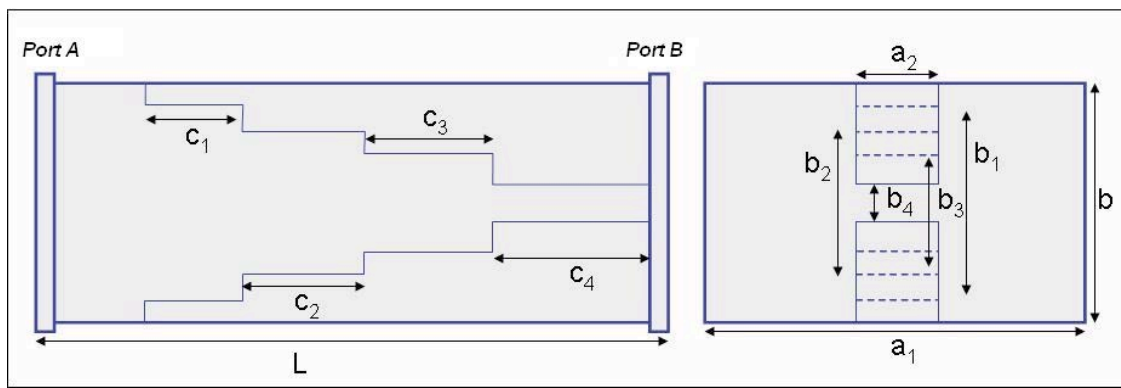 Port A
Port B
c₁
c₂
c₃
c₄
L
a₂
b₂
b₁
b₄
b₃
b
a₁